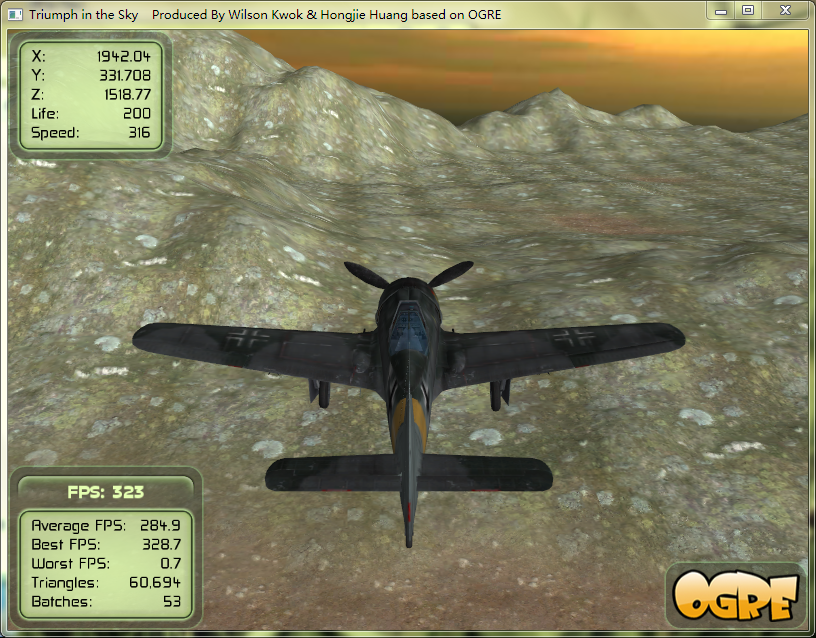 Triumph in the Sky Produced By Wilson Kwok & Hongjie Huang based on OGRE
X: 1942.04
Y: 331.708
Z: 1518.77
Life: 200
Speed: 316
FPS: 323
Average FPS: 284.9
Best FPS: 328.7
Worst FPS: 0.7
Triangles: 60,694
Batches: 53
OGRE